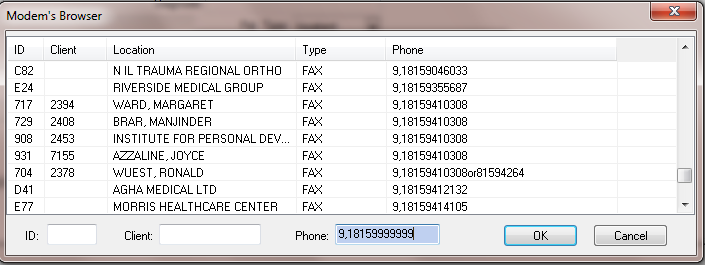 Modem's Browser
ID Client Location Type Phone
C82 N IL TRAUMA REGIONAL ORTHO FAX 9,18159046033
E24 RIVERSIDE MEDICAL GROUP FAX 9,18159355687
717 2394 WARD, MARGARET FAX 9,18159410308
729 2408 BRAR, MANJINDER FAX 9,18159410308
908 2453 INSTITUTE FOR PERSONAL DEV... FAX 9,18159410308
931 7155 AZZALINE, JOYCE FAX 9,18159410308
704 2378 WUEST, RONALD FAX 9,18159410308or81594264
D41 AGHA MEDICAL LTD FAX 9,18159412132
E77 MORRIS HEALTHCARE CENTER FAX 9,18159414105
ID: Client: Phone: 9,18159999999 OK Cancel